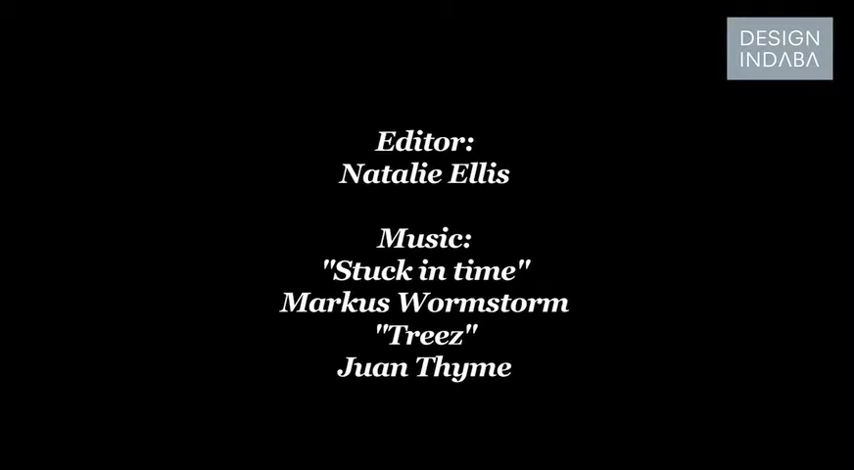 DESIGN
INDABA
Editor:
Natalie Ellis
Music:
"Stuck in time"
Markus Wormstorm
"Treez"
Juan Thyme